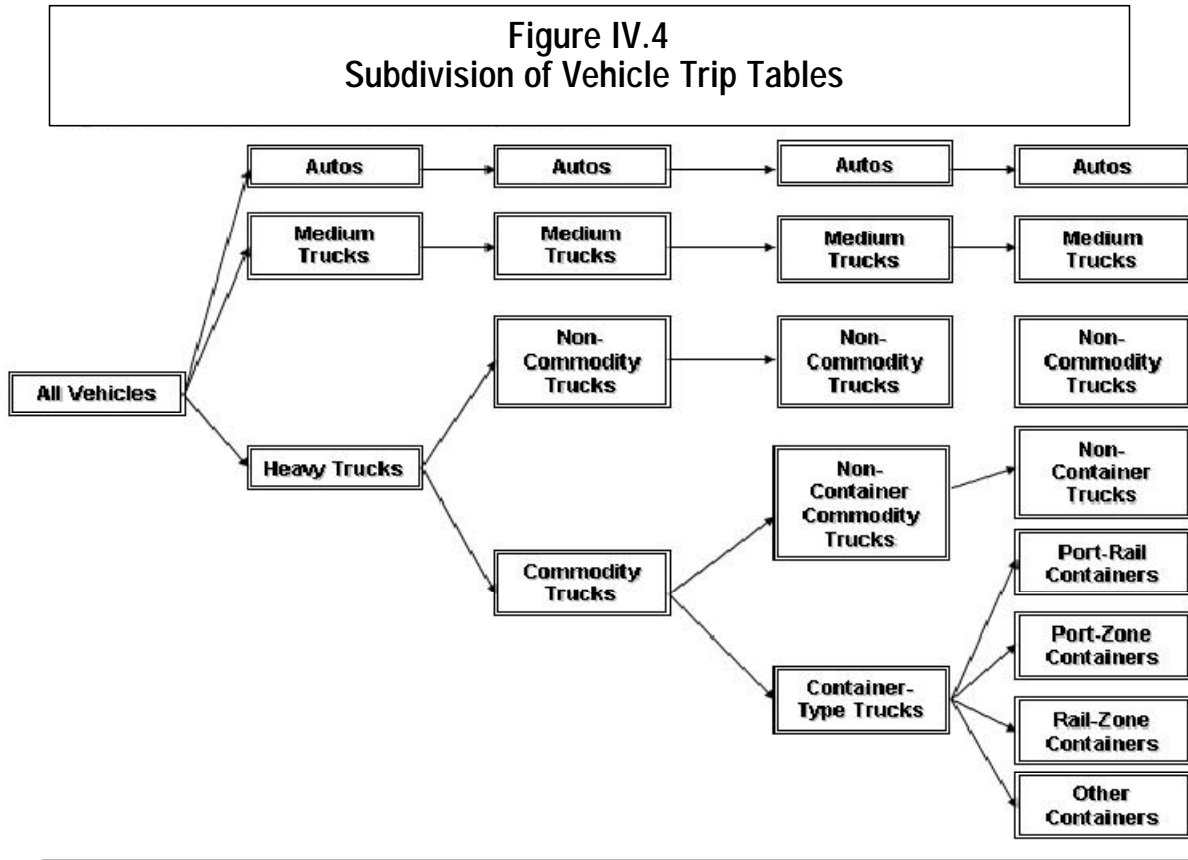 Figure IV.4
Subdivision of Vehicle Trip Tables
Autos
Autos
Autos
Autos
Medium
Trucks
Medium
Trucks
Medium
Trucks
Medium
Trucks
All Vehicles
Non-
Commodity
Trucks
Non-
Commodity
Trucks
Non-
Commodity
Trucks
Heavy Trucks
Non-
Container
Commodity
Trucks
Non-
Container
Trucks
Commodity
Trucks
Port-Rail
Containers
Port-Zone
Containers
Container-
Type Trucks
Rail-Zone
Containers
Other
Containers